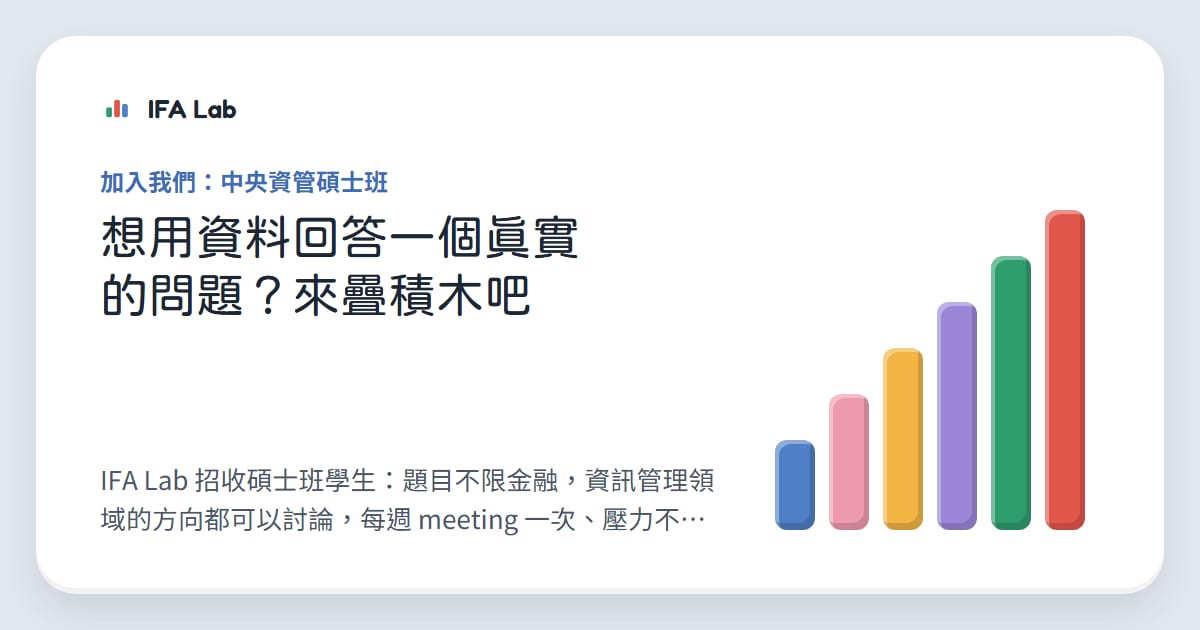 IFA Lab
加入我們：中央資管碩士班
想用資料回答一個真實
的問題？來疊積木吧
IFA Lab 招收碩士班學生：題目不限金融，資訊管理領
域的方向都可以討論，每週 meeting 一次、壓力不…